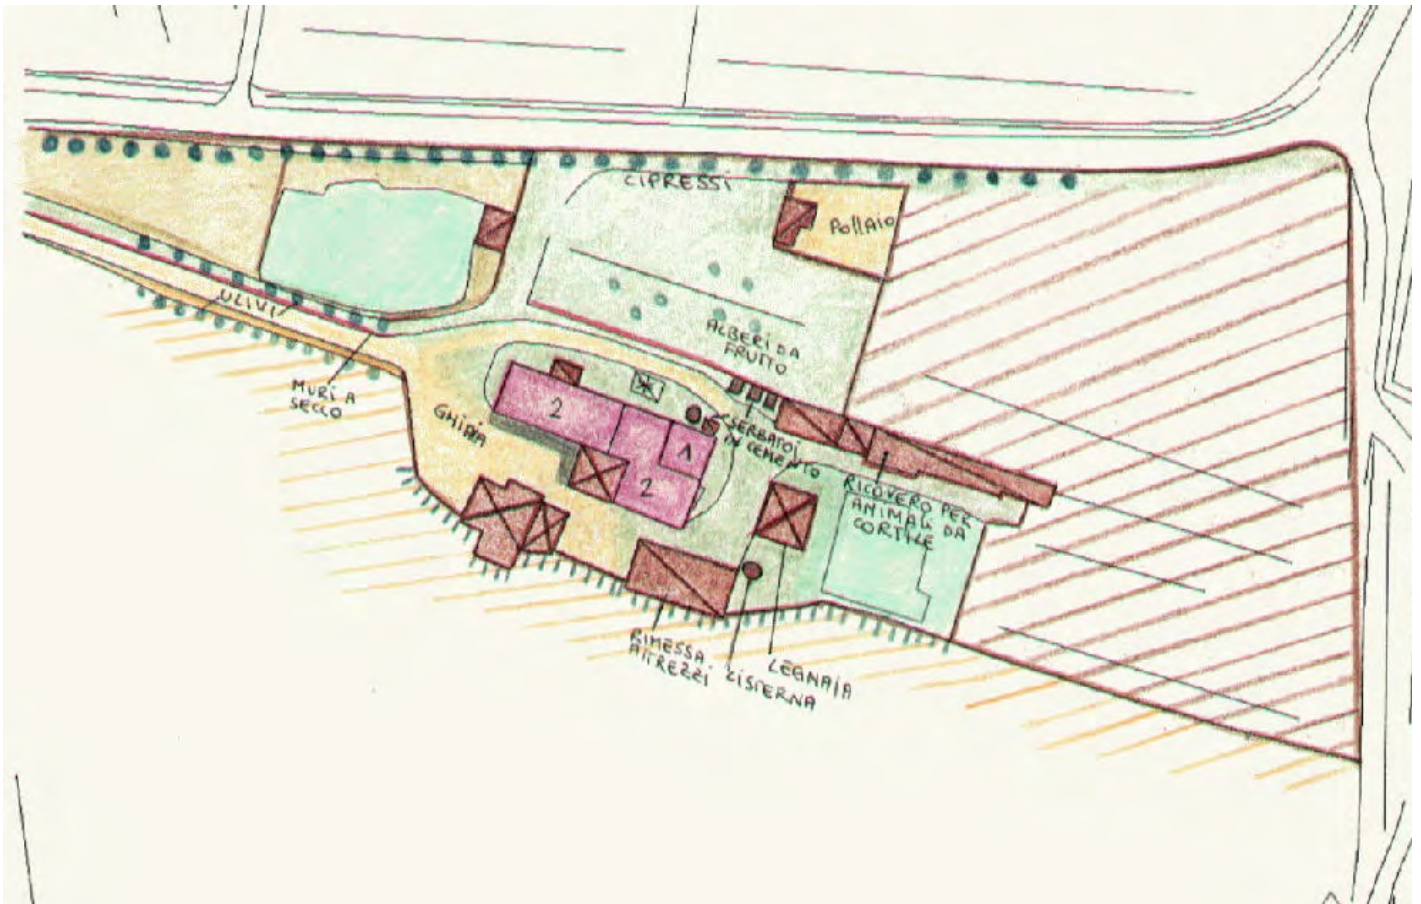 CIPRESSI
POllAIO
ULIVI
ALBERI DA
FRUTTO
MURI A
SECCO
GHIAIA
2
1
2
SERBATOI
IN CEMENTO
RICOVERO PER
ANIMALI DA
CORTILE
RIMESSA
ATTREZZI
CISTERNA
LEGNAIA